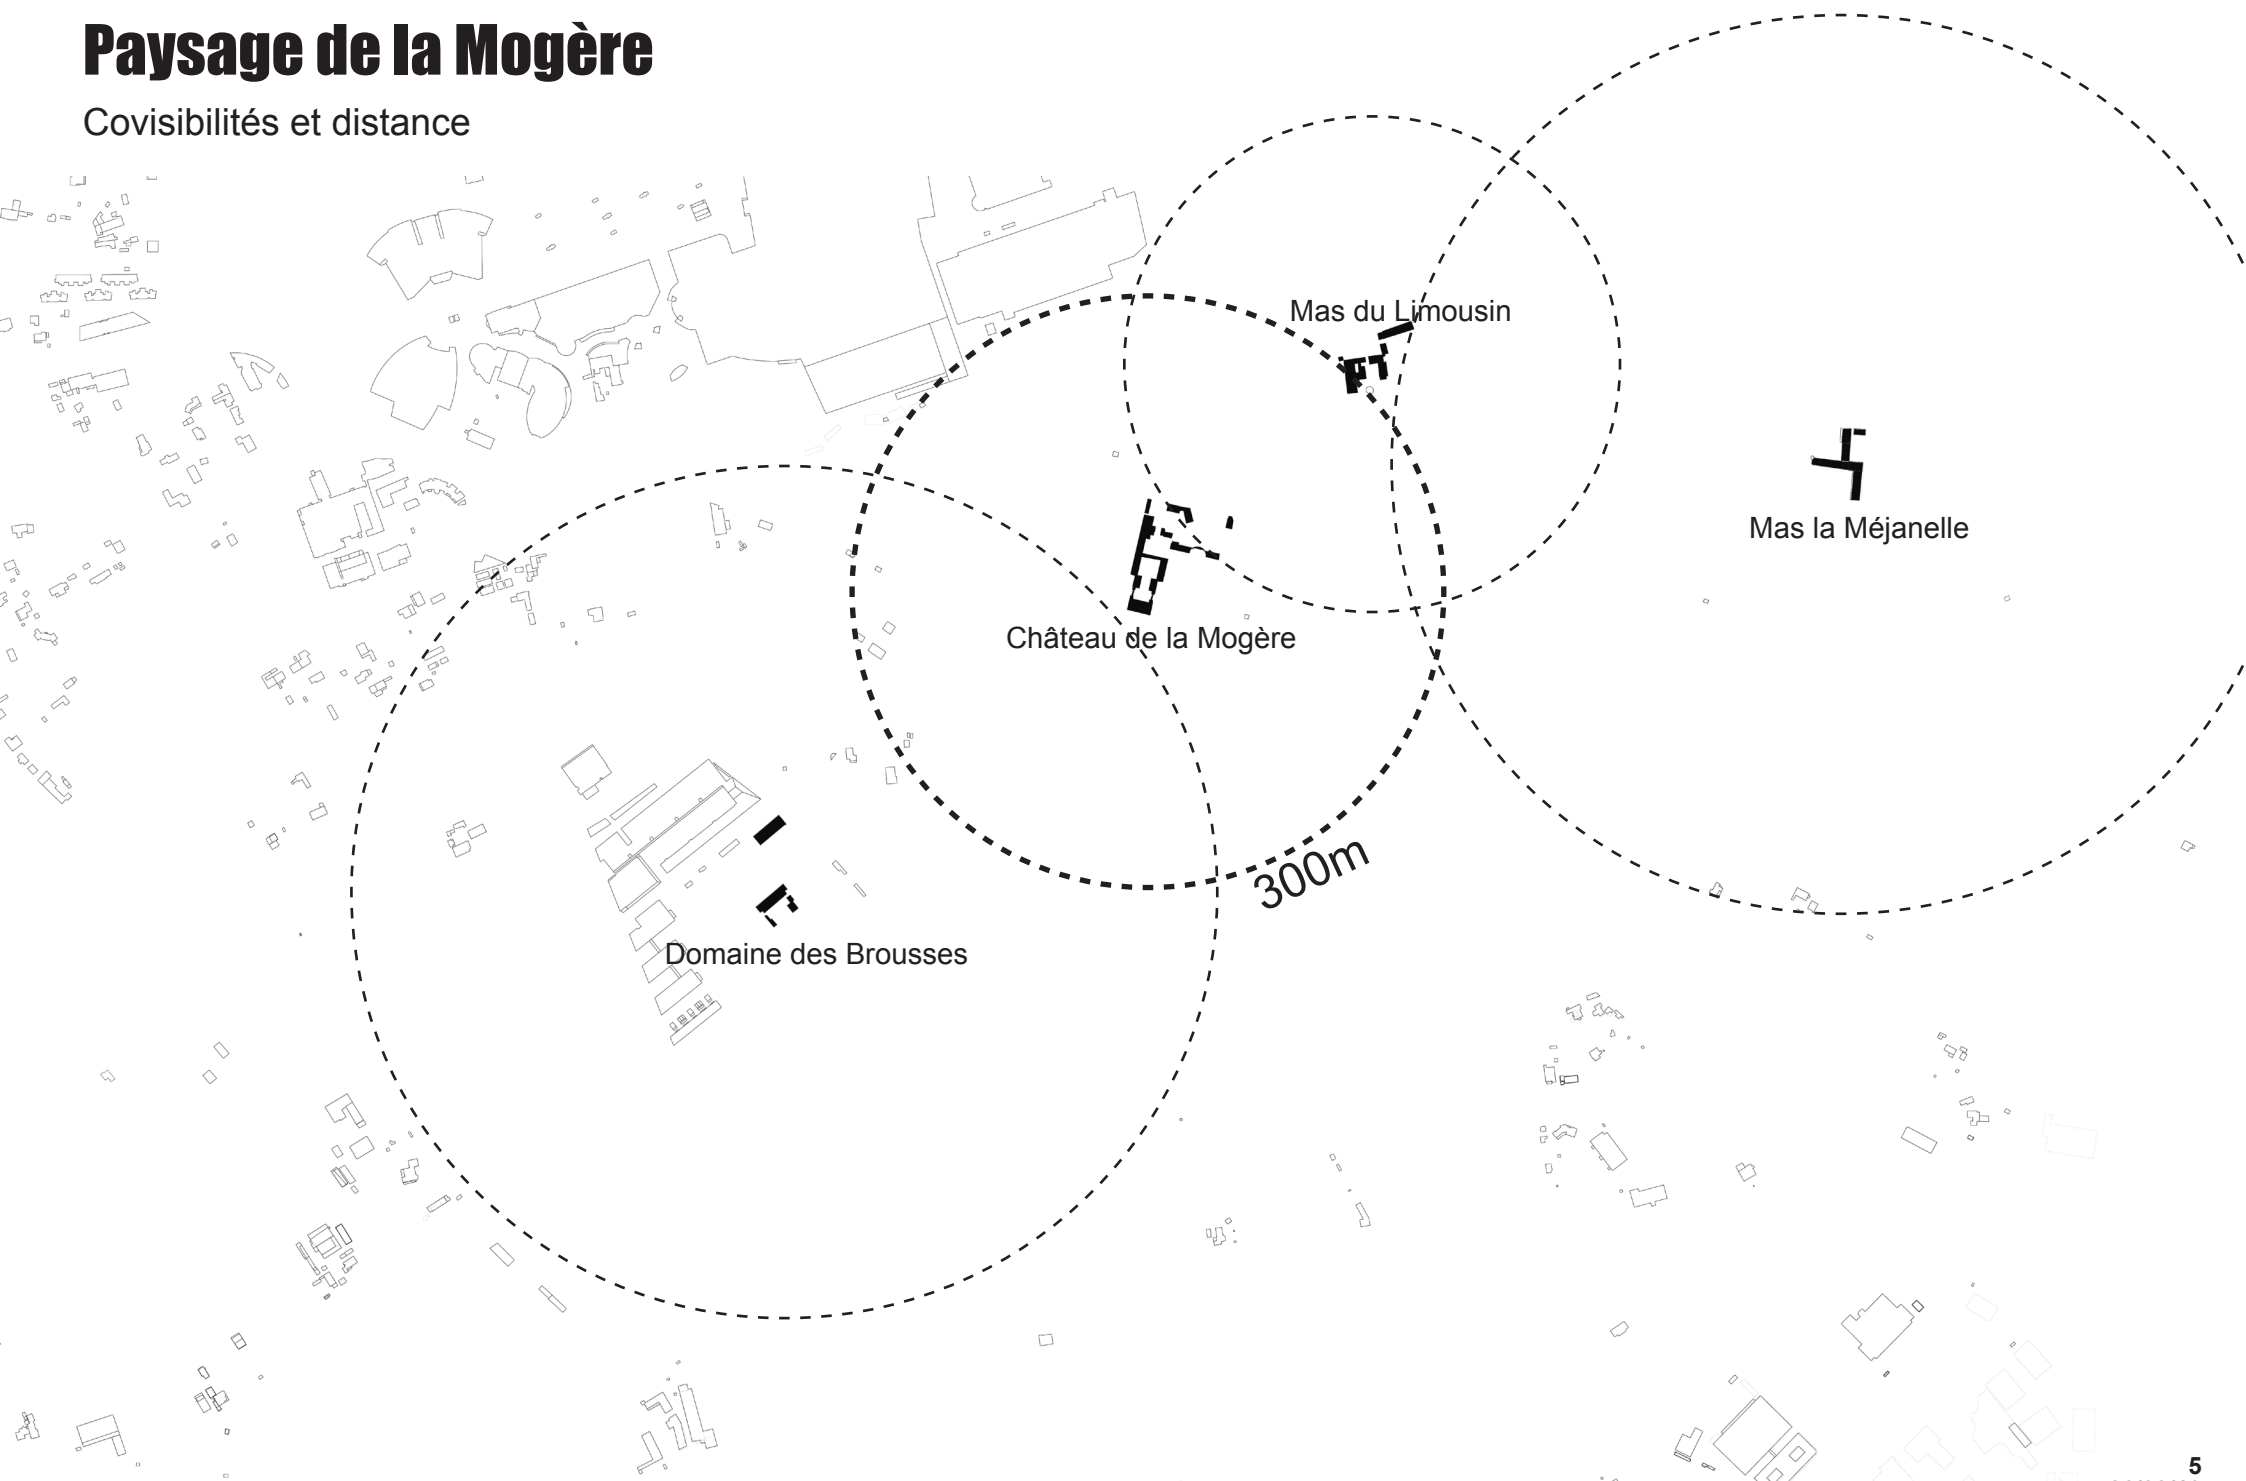 Paysage de la Mogère
Covisibilités et distance
Mas du Limousin
Mas la Méjanelle
Château de la Mogère
300m
Domaine des Brousses
5